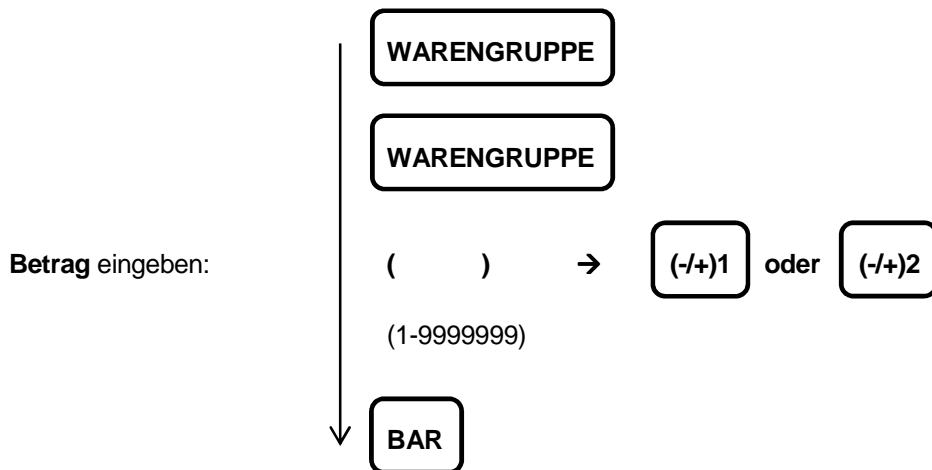 WARENGRUPPE
WARENGRUPPE
Betrag eingeben: ( ) → (-/+)1 oder (-/+)2
(1-9999999)
BAR